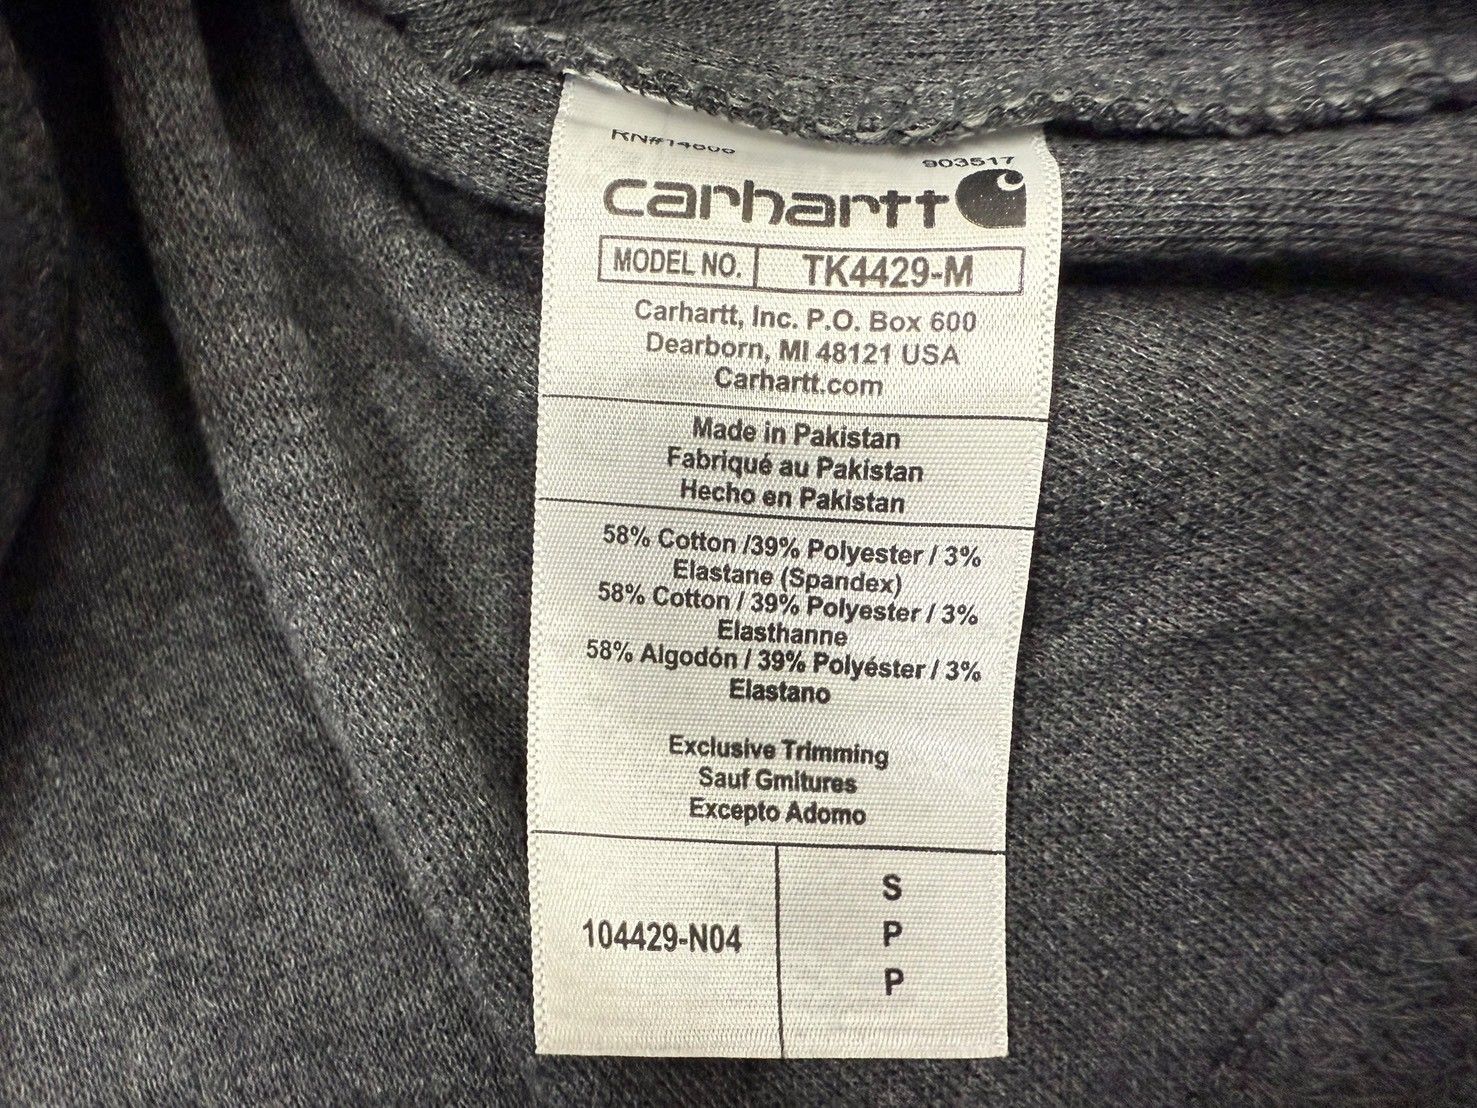 RN#14806
903517
carhartt
MODEL NO. TK4429-M
Carhartt, Inc. P.O. Box 600
Dearborn, MI 48121 USA
Carhartt.com
Made in Pakistan
Fabriqué au Pakistan
Hecho en Pakistan
58% Cotton /39% Polyester / 3%
Elastane (Spandex)
58% Cotton / 39% Polyester / 3%
Elasthanne
58% Algodón / 39% Polyéster / 3%
Elastano
Exclusive Trimming
Sauf Gmitures
Excepto Adomo
104429-N04
S
P
P